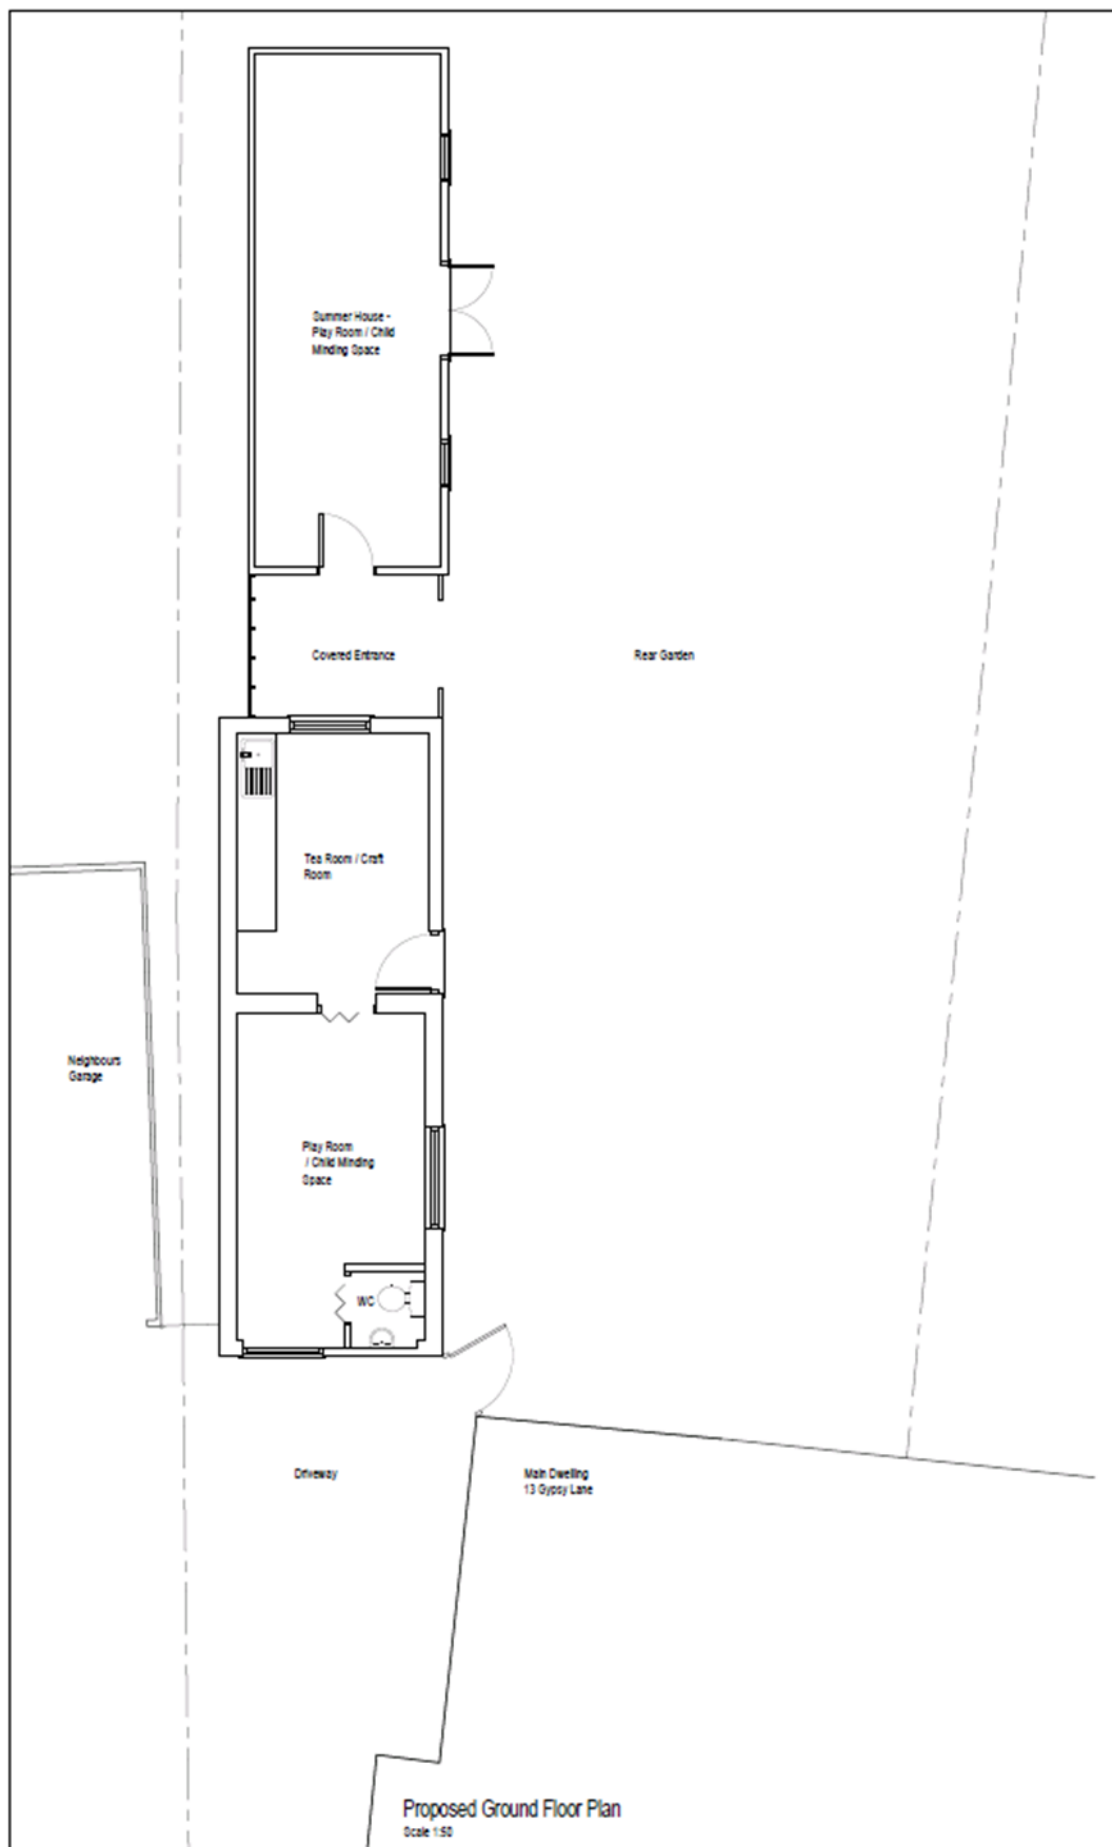 Summer House -
Play Room / Child
Minding Space
Covered Entrance
Rear Garden
Tea Room / Craft
Room
Neighbours
Garage
Play Room
/ Child Minding
Space
WC
Driveway
Main Dwelling
13 Gypsy Lane
Proposed Ground Floor Plan
Scale 1:50